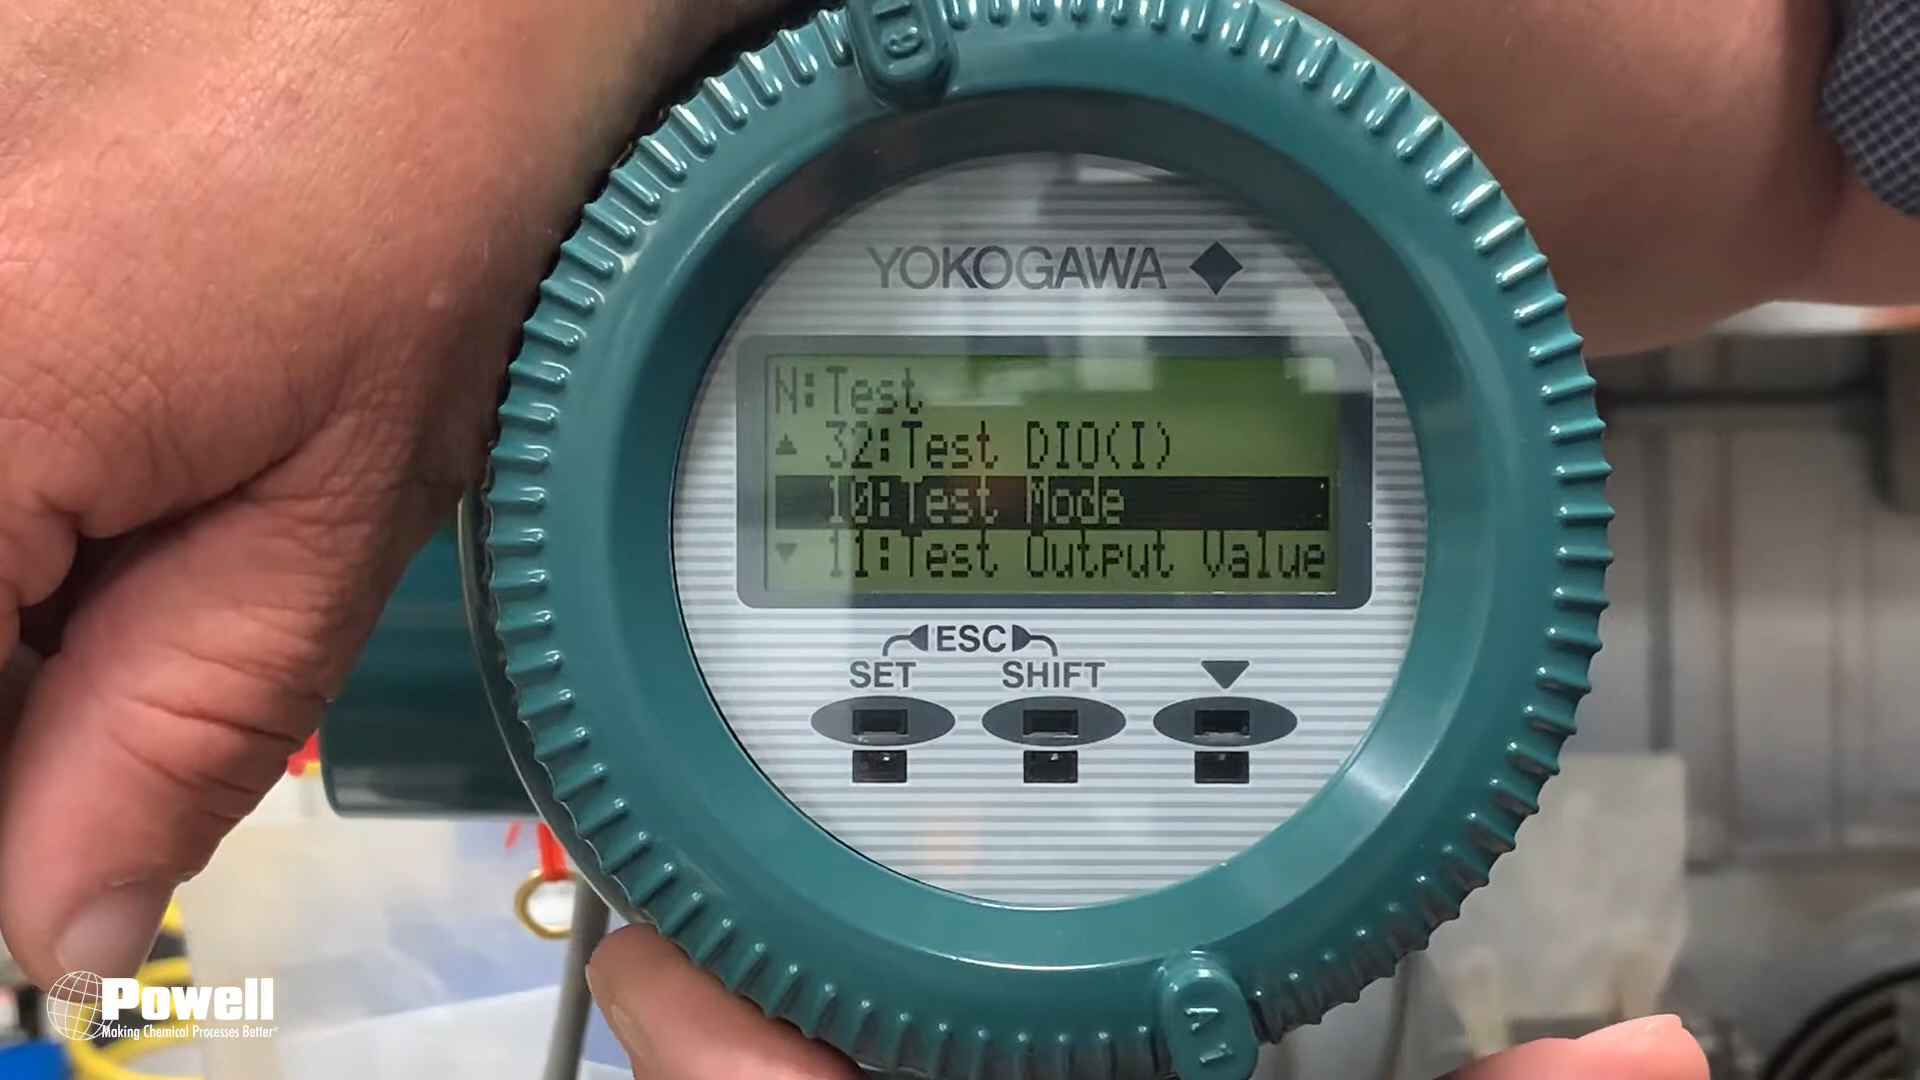 YOKOGAWA
N:Test
32:Test DIO(I)
10:Test Mode
11:Test Output Value
ESC
SET SHIFT
Powell
Making Chemical Processes Better